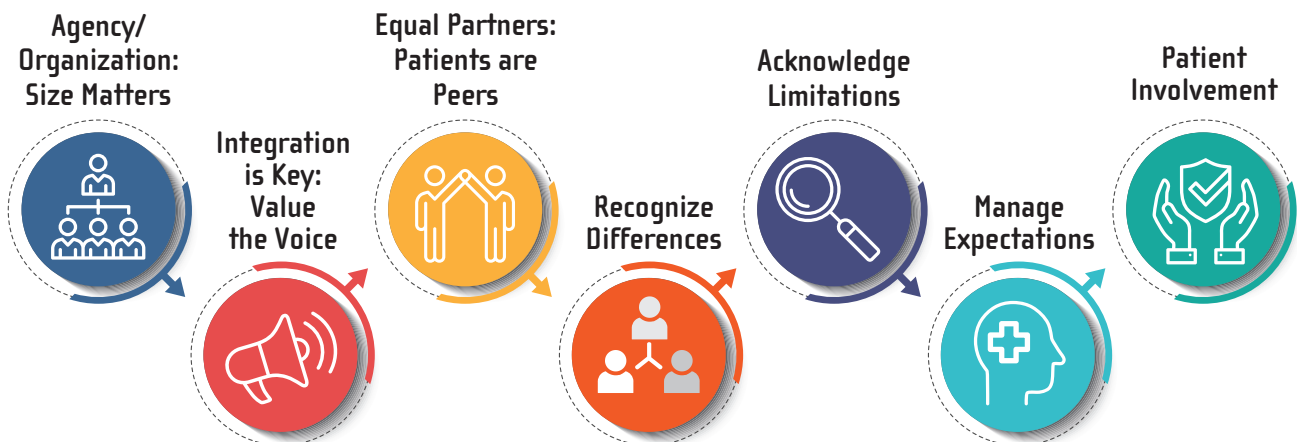 Agency/
Organization:
Size Matters
Integration
is Key:
Value
the Voice
Equal Partners:
Patients are
Peers
Recognize
Differences
Acknowledge
Limitations
Manage
Expectations
Patient
Involvement